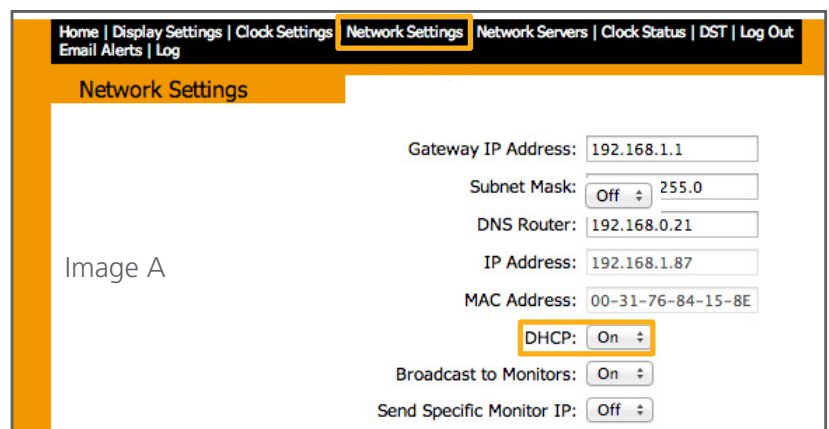 Home | Display Settings | Clock Settings | Network Settings | Network Servers | Clock Status | DST | Log Out
Email Alerts | Log
Network Settings
Gateway IP Address: 192.168.1.1
Subnet Mask: Off 255.0
DNS Router: 192.168.0.21
Image A
IP Address: 192.168.1.87
MAC Address: 00-31-76-84-15-8E
DHCP: On
Broadcast to Monitors: On
Send Specific Monitor IP: Off